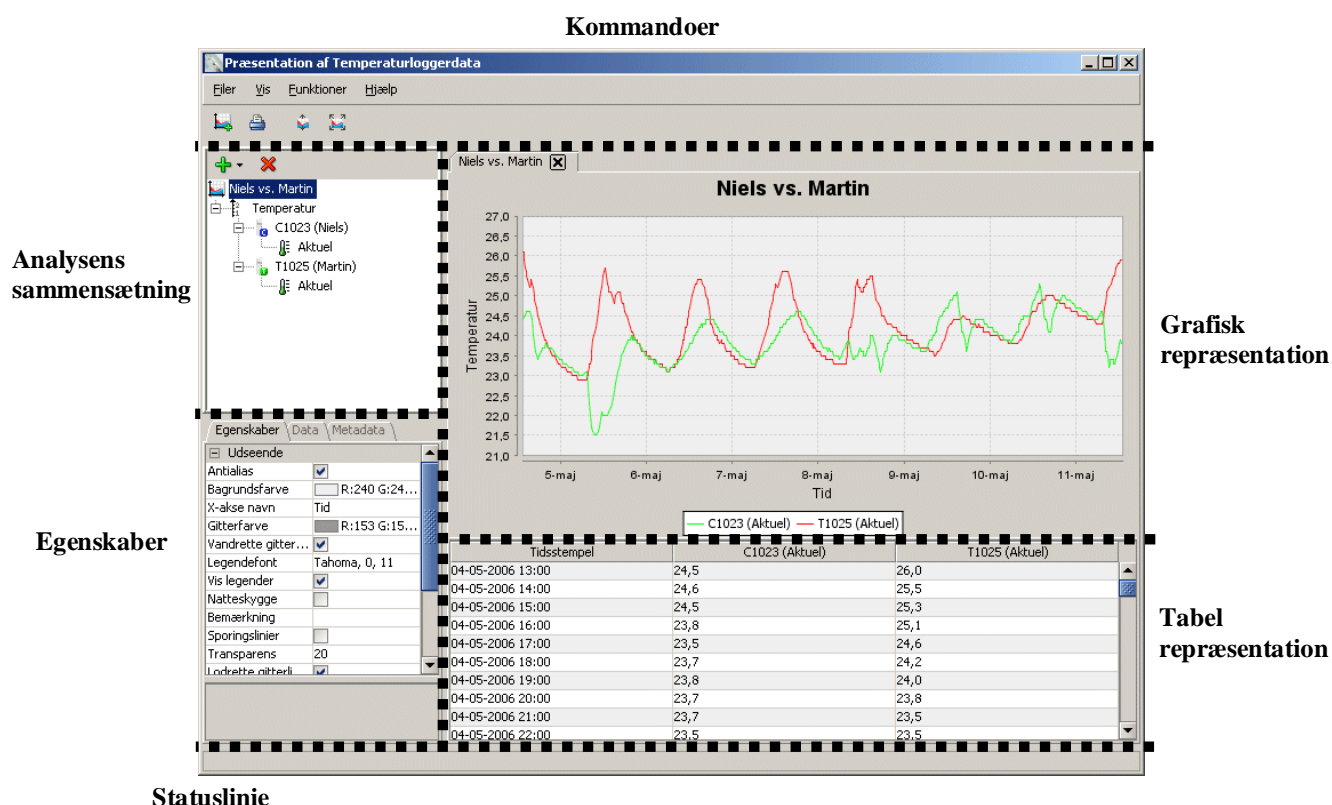 Kommandoer
Præsentation af Temperaturloggerdata
Filer Vis Funktioner Hjælp
Niels vs. Martin
Temperatur
C1023 (Niels)
Aktuel
T1025 (Martin)
Aktuel
Analysens
sammensætning
Niels vs. Martin
Niels vs. Martin
27,0
26,5
26,0
25,5
25,0
24,5
24,0
23,5
23,0
22,5
22,0
21,5
21,0
Temperatur
5-maj 6-maj 7-maj 8-maj 9-maj 10-maj 11-maj
Tid
C1023 (Aktuel) T1025 (Aktuel)
Grafisk
repræsentation
Egenskaber Data Metadata
Udseende
Antialias
Bagrundsfarve R:240 G:24...
X-akse navn Tid
Gitterfarve R:153 G:15...
Vandrette gitter...
Legendefont Tahoma, 0, 11
Vis legender
Natteskygge
Bemærkning
Sporingslinier
Transparens 20
Lodrette gitterli
Egenskaber
Tidsstempel C1023 (Aktuel) T1025 (Aktuel)
04-05-2006 13:00 24,5 26,0
04-05-2006 14:00 24,6 25,5
04-05-2006 15:00 24,5 25,3
04-05-2006 16:00 23,8 25,1
04-05-2006 17:00 23,5 24,6
04-05-2006 18:00 23,7 24,2
04-05-2006 19:00 23,8 24,0
04-05-2006 20:00 23,7 23,8
04-05-2006 21:00 23,7 23,5
04-05-2006 22:00 23,5 23,5
Tabel
repræsentation
Statuslinje